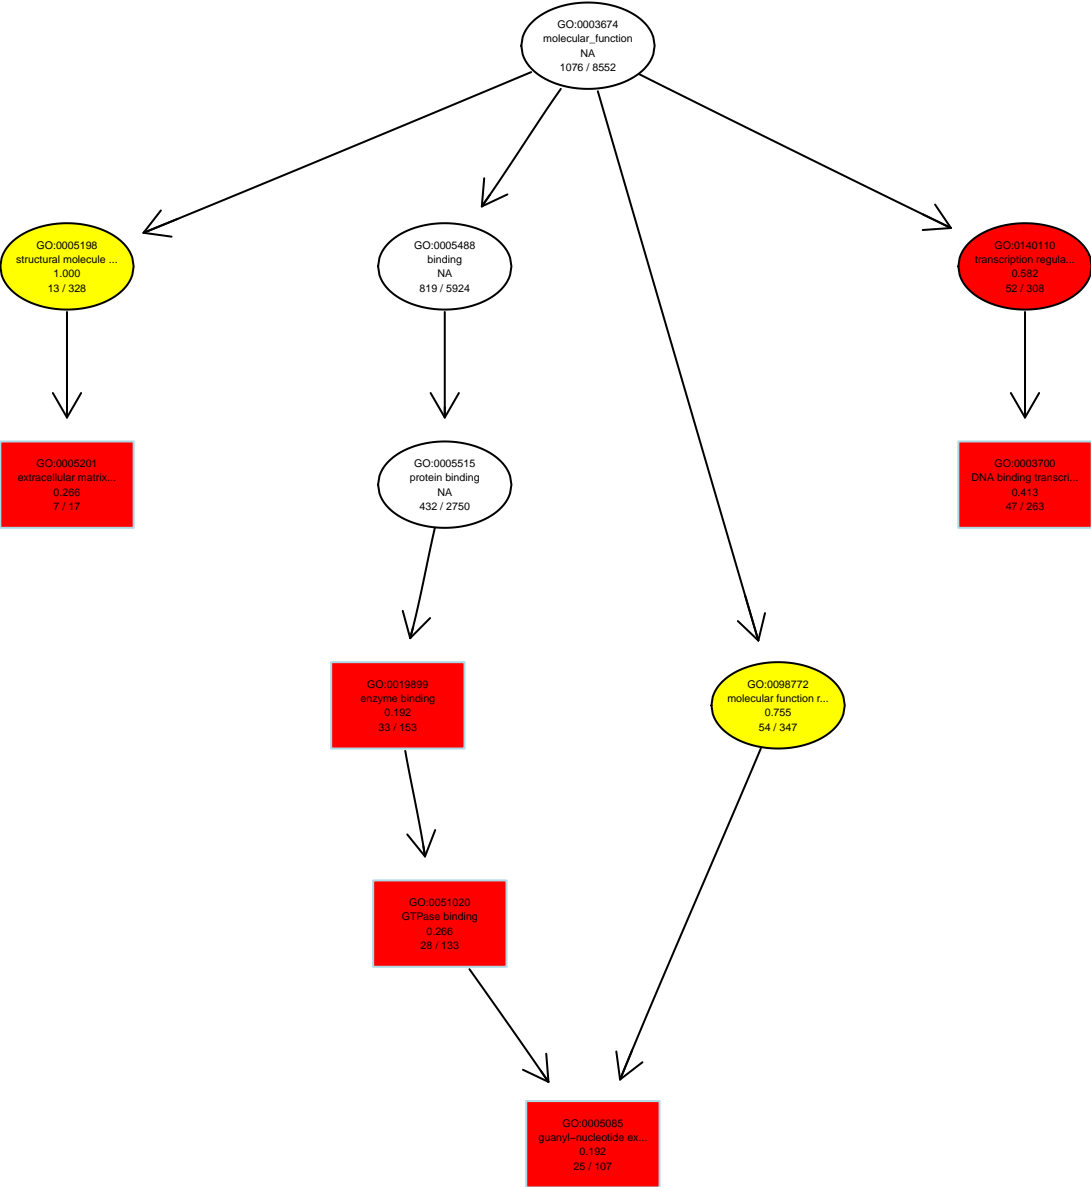 GO:0003674
molecular_function
NA
1076 / 8552
GO:0005198
structural molecule ...
1.000
13 / 328
GO:0005488
binding
NA
819 / 5924
GO:0140110
transcription regula...
0.582
52 / 308
GO:0005201
extracellular matrix...
0.266
7 / 17
GO:0005515
protein binding
NA
432 / 2750
GO:0003700
DNA binding transcri...
0.413
47 / 263
GO:0019899
enzyme binding
0.192
33 / 153
GO:0098772
molecular function r...
0.755
54 / 347
GO:0051020
GTPase binding
0.266
28 / 133
GO:0005085
guanyl−nucleotide ex...
0.192
25 / 107